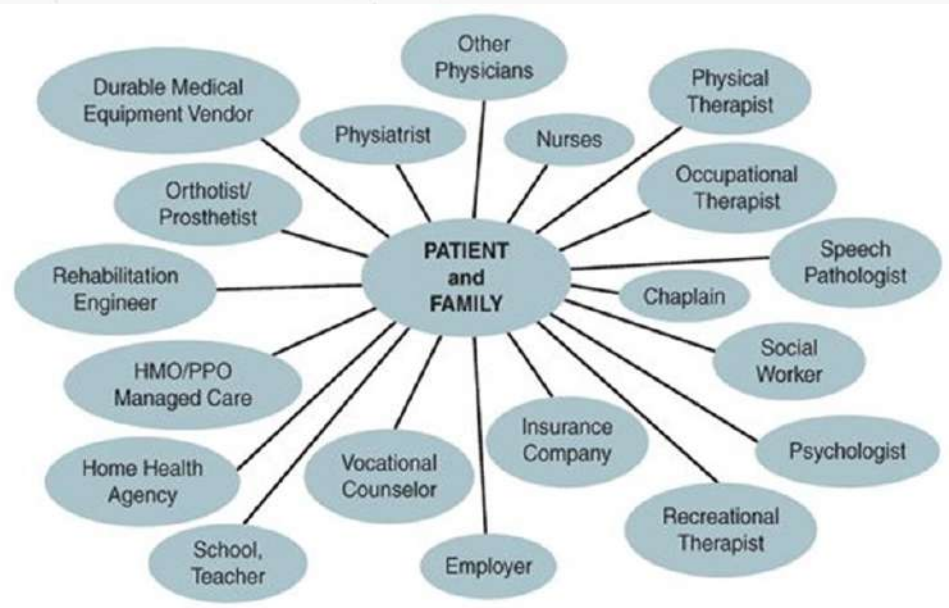 Other
Physicians
Durable Medical
Equipment Vendor
Physical
Therapist
Physiatrist
Nurses
Orthotist/
Prosthetist
Occupational
Therapist
PATIENT
and
FAMILY
Speech
Pathologist
Rehabilitation
Engineer
Chaplain
HMO/PPO
Managed Care
Social
Worker
Insurance
Company
Psychologist
Home Health
Agency
Vocational
Counselor
Recreational
Therapist
School,
Teacher
Employer